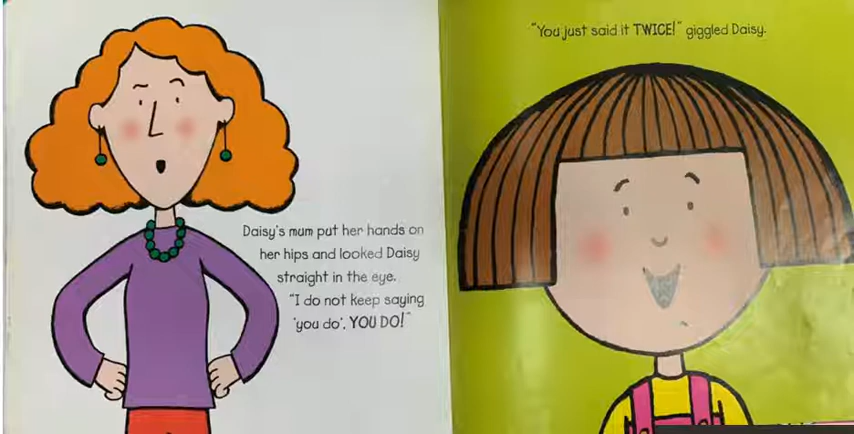 Daisy's mum put her hands on
her hips and looked Daisy
straight in the eye.
"I do not keep saying
'you do', YOU DO!"
"You just said it TWICE!" giggled Daisy.